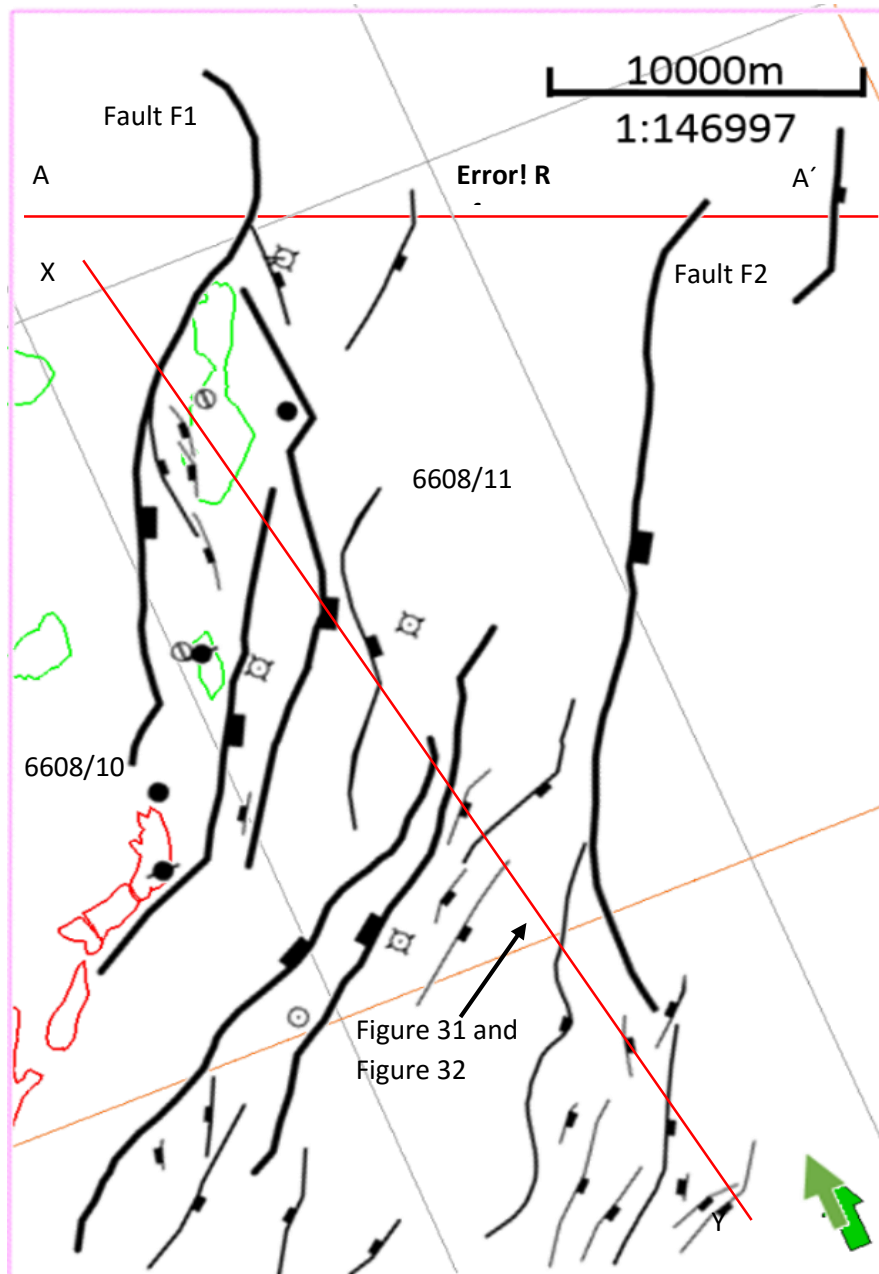 10000m
1:146997
Fault F1
A
Error! R
A´
X
Fault F2
6608/11
6608/10
Figure 31 and
Figure 32
Y